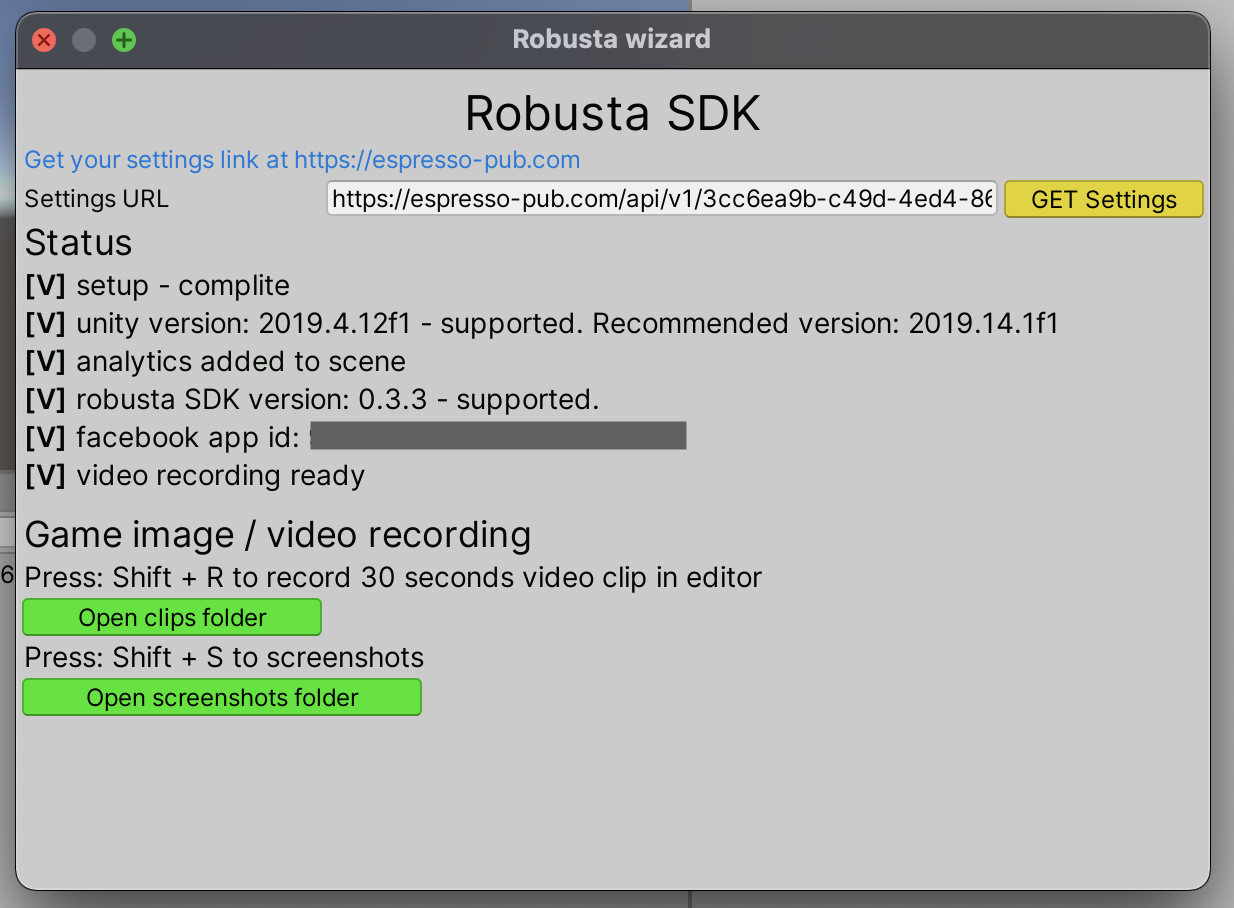 Robusta wizard
Robusta SDK
Get your settings link at https://espresso-pub.com
Settings URL https://espresso-pub.com/api/v1/3cc6ea9b-c49d-4ed4-86 GET Settings
Status
[V] setup - complite
[V] unity version: 2019.4.12f1 - supported. Recommended version: 2019.14.1f1
[V] analytics added to scene
[V] robusta SDK version: 0.3.3 - supported.
[V] facebook app id:
[V] video recording ready
Game image / video recording
6
Press: Shift + R to record 30 seconds video clip in editor
Open clips folder
Press: Shift + S to screenshots
Open screenshots folder